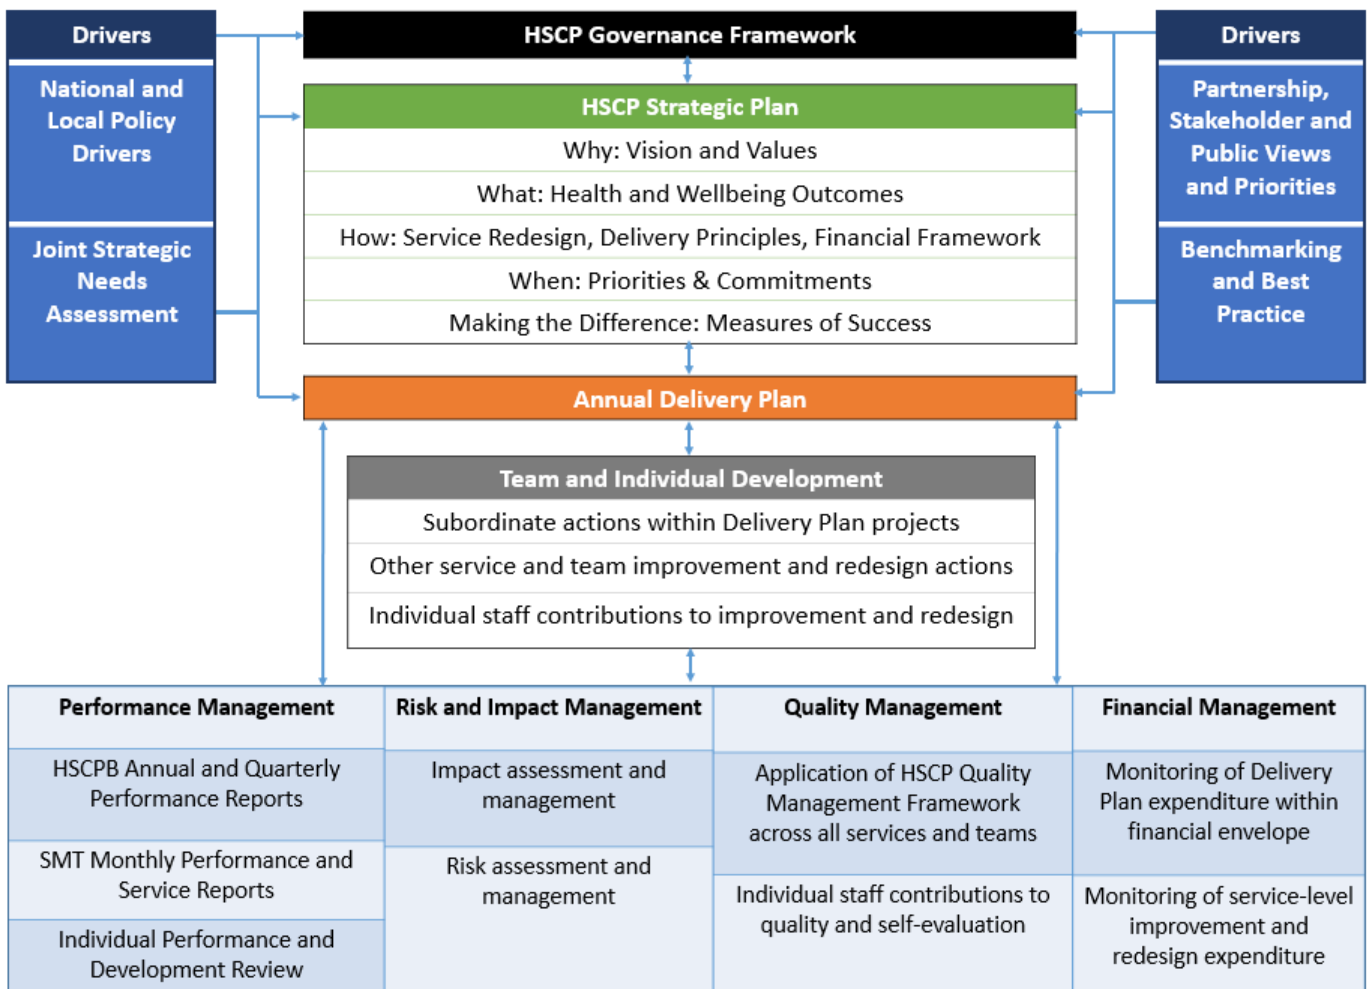 Drivers
National and
Local Policy
Drivers
Joint Strategic
Needs
Assessment
HSCP Governance Framework
HSCP Strategic Plan
Why: Vision and Values
What: Health and Wellbeing Outcomes
How: Service Redesign, Delivery Principles, Financial Framework
When: Priorities & Commitments
Making the Difference: Measures of Success
Annual Delivery Plan
Drivers
Partnership,
Stakeholder and
Public Views
and Priorities
Benchmarking
and Best
Practice
Team and Individual Development
Subordinate actions within Delivery Plan projects
Other service and team improvement and redesign actions
Individual staff contributions to improvement and redesign
Performance Management
HSCPB Annual and Quarterly
Performance Reports
SMT Monthly Performance and
Service Reports
Individual Performance and
Development Review
Risk and Impact Management
Impact assessment and
management
Risk assessment and
management
Quality Management
Application of HSCP Quality
Management Framework
across all services and teams
Individual staff contributions to
quality and self-evaluation
Financial Management
Monitoring of Delivery
Plan expenditure within
financial envelope
Monitoring of service-level
improvement and
redesign expenditure